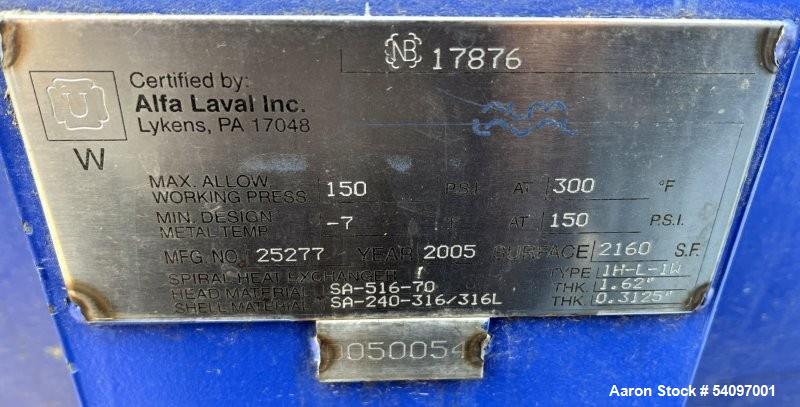 NB 17876
U
W
Certified by:
Alfa Laval Inc.
Lykens, PA 17048
MAX. ALLOW. WORKING PRESS. 150 P.S.I. AT 300 °F
MIN. DESIGN METAL TEMP. -7 °F AT 150 P.S.I.
MFG. NO. 25277 YEAR 2005 SURFACE 2160 S.F.
SPIRAL HEAT EXCHANGER TYPE 1H-L-1W
HEAD MATERIAL SA-516-70 THK. 1.62"
SHELL MATERIAL SA-240-316/316L THK. 0.3125"
Aaron Stock # 54097001